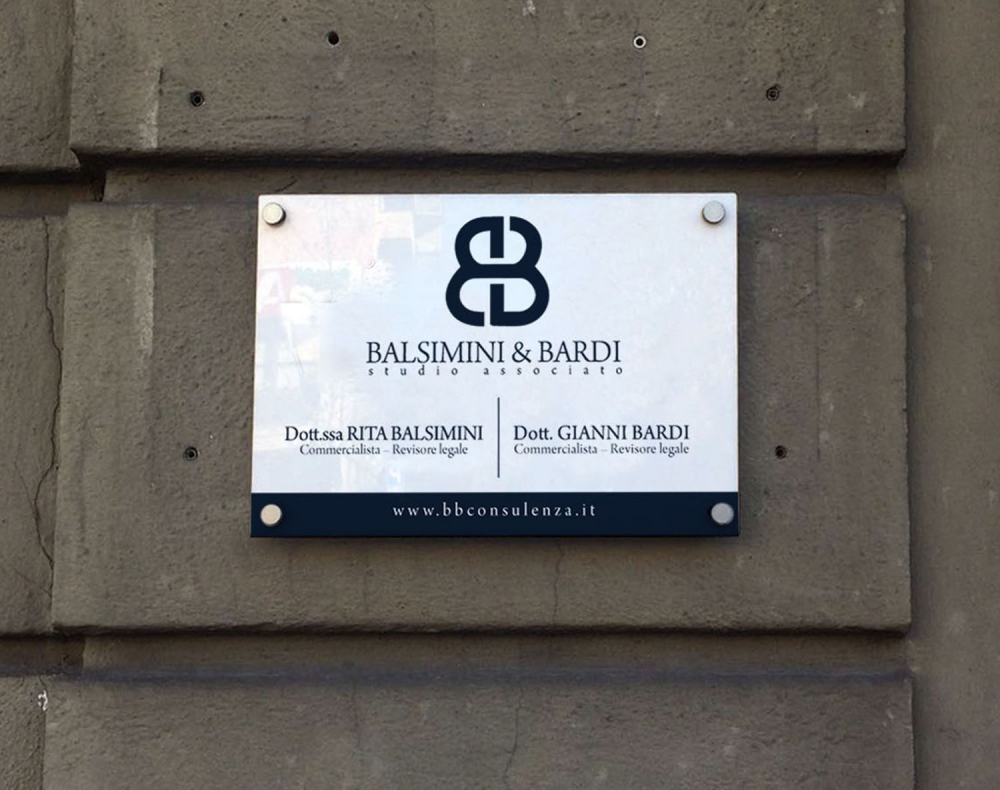 BALSIMINI & BARDI
studio associato
Dott.ssa RITA BALSIMINI
Commercialista – Revisore legale
Dott. GIANNI BARDI
Commercialista – Revisore legale
www.bbconsulenza.it